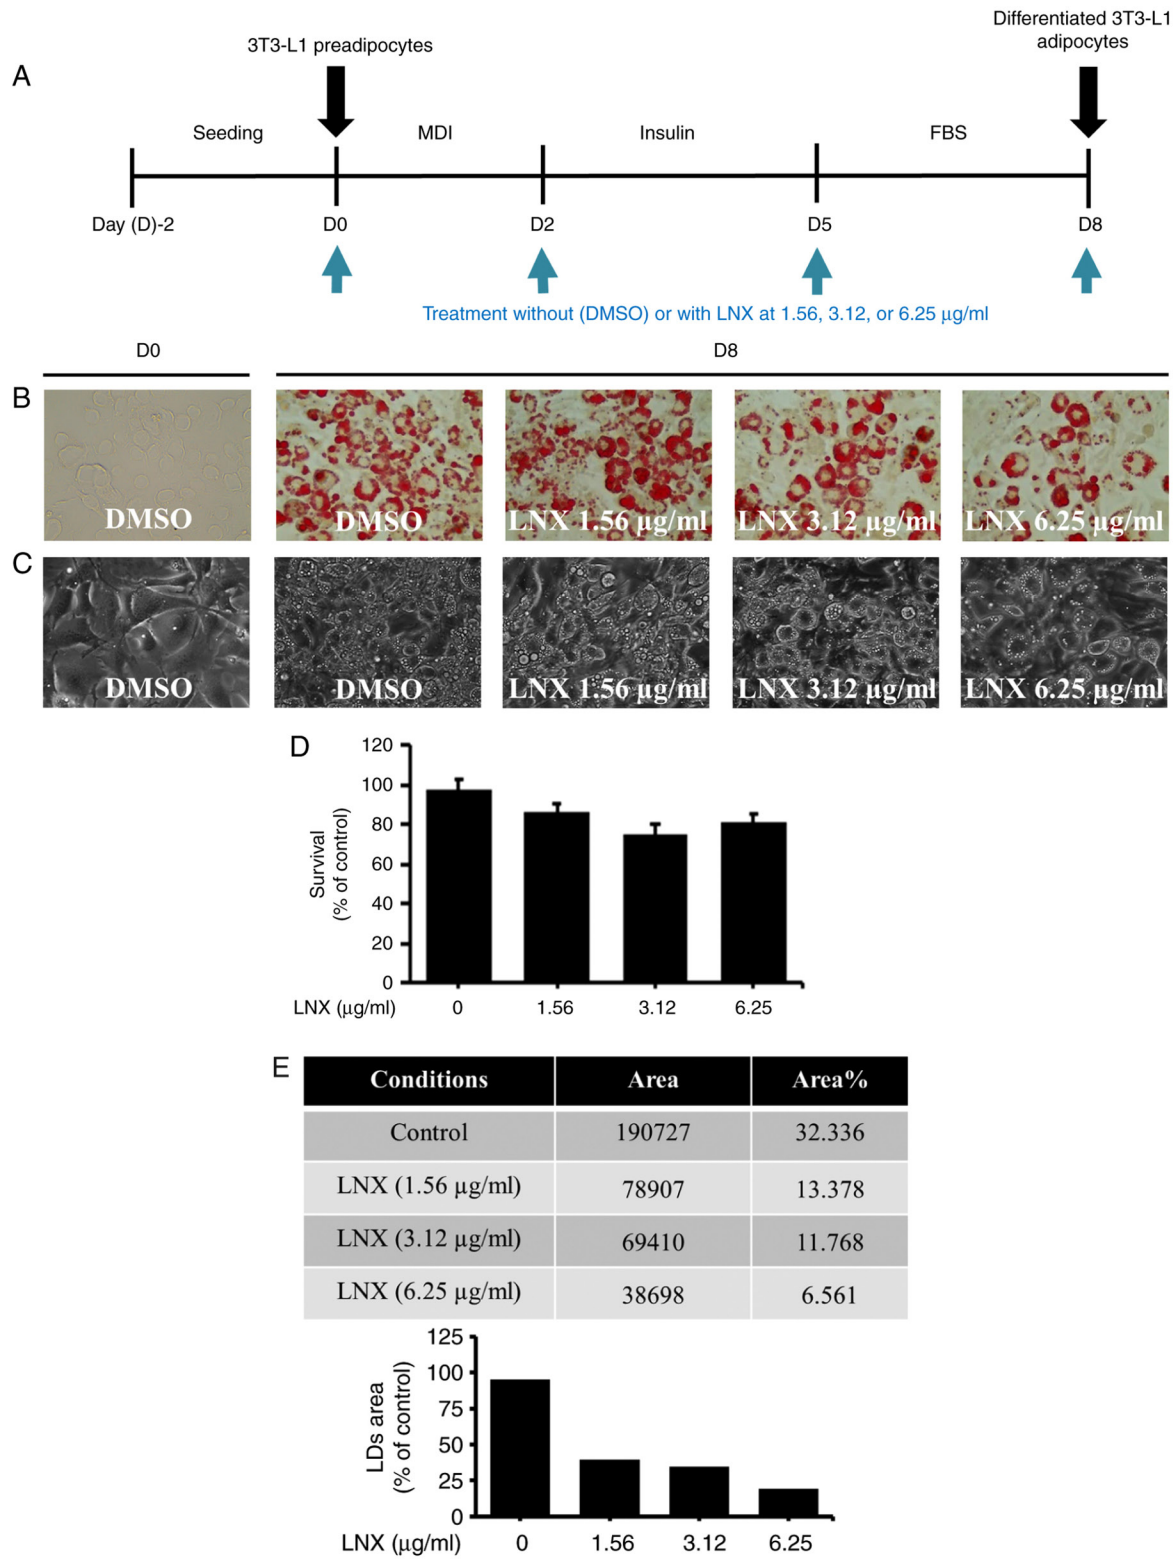 Differentiated 3T3-L1
adipocytes
3T3-L1 preadipocytes
A
Seeding
MDI
Insulin
FBS
Day (D)-2
D0
D2
D5
D8
Treatment without (DMSO) or with LNX at 1.56, 3.12, or 6.25 µg/ml
D0
D8
B
DMSO
DMSO
LNX 1.56 µg/ml
LNX 3.12 µg/ml
LNX 6.25 µg/ml
C
DMSO
DMSO
LNX 1.56 µg/ml
LNX 3.12 µg/ml
LNX 6.25 µg/ml
D
Survival
(% of control)
120
100
80
60
40
20
0
LNX (µg/ml)
0
1.56
3.12
6.25
E
Conditions Area Area%
Control 190727 32.336
LNX (1.56 µg/ml) 78907 13.378
LNX (3.12 µg/ml) 69410 11.768
LNX (6.25 µg/ml) 38698 6.561
LDs area
(% of control)
125
100
75
50
25
0
LNX (µg/ml)
0
1.56
3.12
6.25